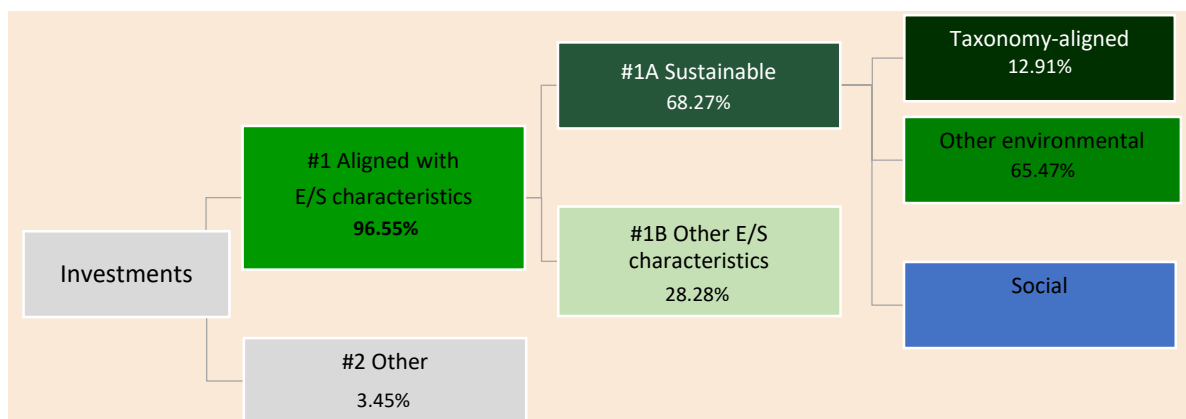 Investments
#1 Aligned with
E/S characteristics
96.55%
#2 Other
3.45%
#1A Sustainable
68.27%
#1B Other E/S
characteristics
28.28%
Taxonomy-aligned
12.91%
Other environmental
65.47%
Social